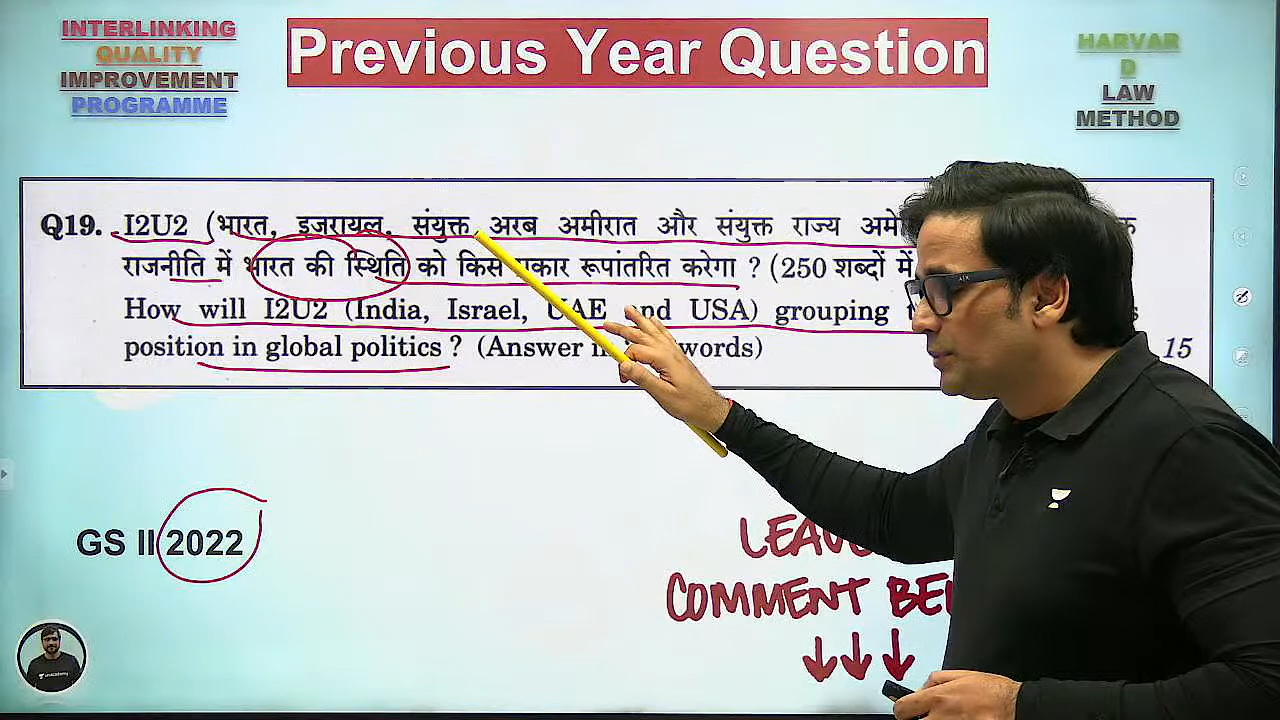 INTERLINKING
QUALITY
IMPROVEMENT
PROGRAMME
Previous Year Question
HARVAR
D
LAW
METHOD
Q19. I2U2 (भारत, इजरायल, संयुक्त अरब अमीरात और संयुक्त राज्य
राजनीति में भारत की स्थिति को किस रूपांतरित करेगा ? (250 शब्दों में
How will I2U2 (India, Israel, UAE and USA) grouping
position in global politics ? (Answer words) 15
GS II 2022
COMMENT